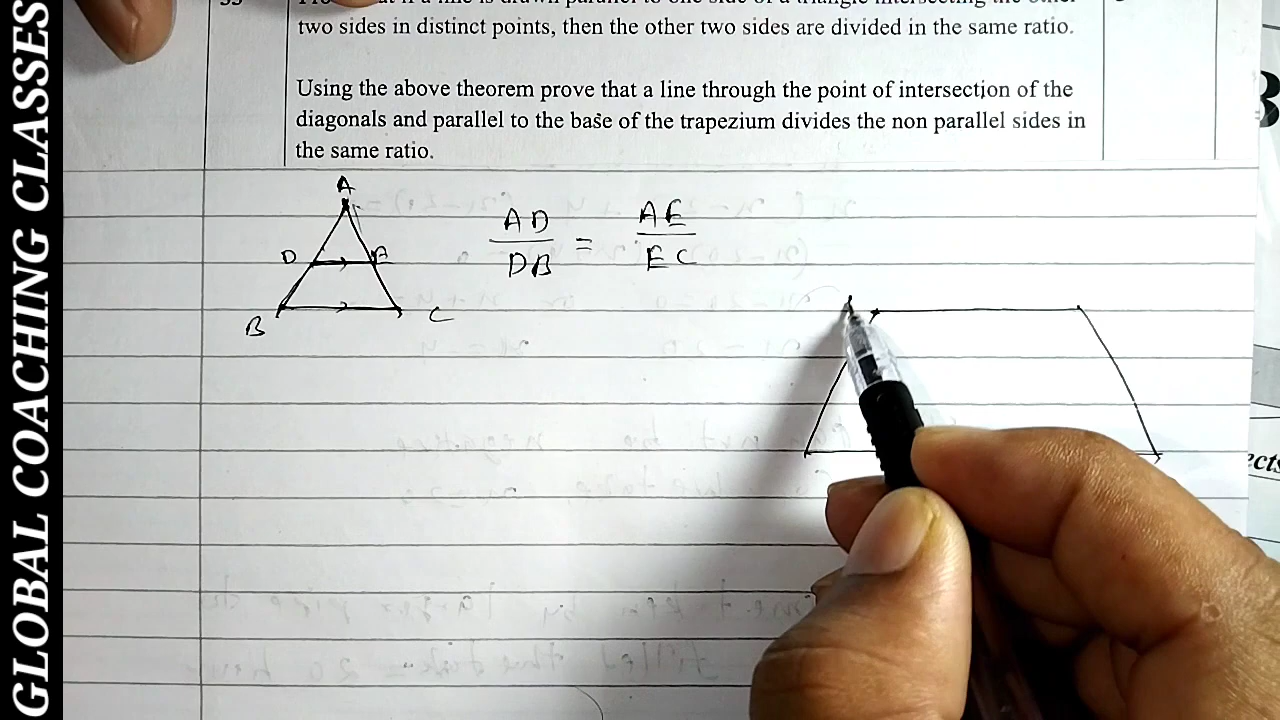 GLOBAL COACHING CLASSES
two sides in distinct points, then the other two sides are divided in the same ratio.
Using the above theorem prove that a line through the point of intersection of the
diagonals and parallel to the base of the trapezium divides the non parallel sides in
the same ratio.
A
D E
B C
AD = AE
DB EC
B